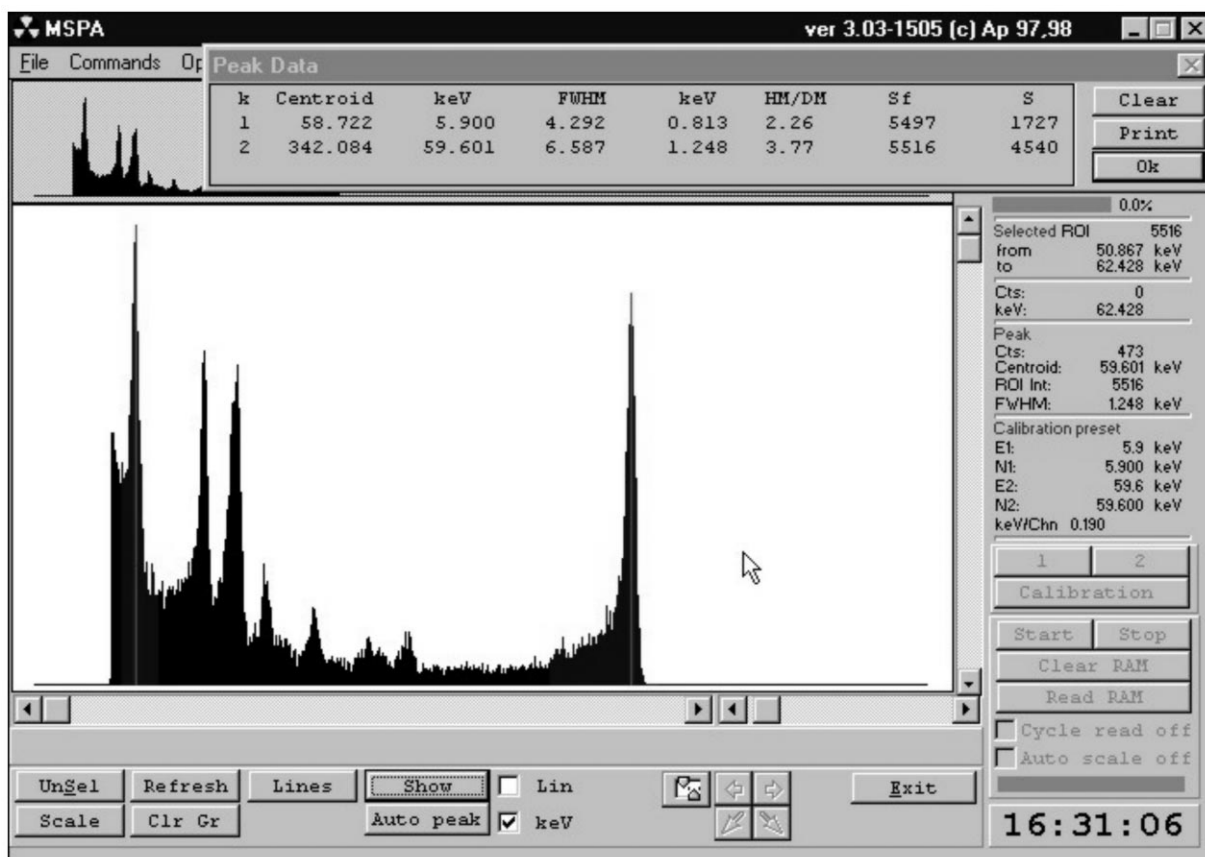 MSPA ver 3.03-1505 (c) Ap 97,98
File Commands Op
Peak Data
k Centroid keV FWHM keV HM/DM Sf S
1 58.722 5.900 4.292 0.813 2.26 5497 1727
2 342.084 59.601 6.587 1.248 3.77 5516 4540
Clear
Print
Ok
0.0%
Selected ROI 5516
from 50.867 keV
to 62.428 keV
Cts: 0
keV: 62.428
Peak
Cts: 473
Centroid: 59.601 keV
ROI Int: 5516
FWHM: 1.248 keV
Calibration preset
E1: 5.9 keV
N1: 5.900 keV
E2: 59.6 keV
N2: 59.600 keV
keV/Chn 0.190
1 2
Calibration
Start Stop
Clear RAM
Read RAM
Cycle read off
Auto scale off
UnSel Refresh Lines Show Lin Exit
Scale Clr Gr Auto peak keV
16:31:06